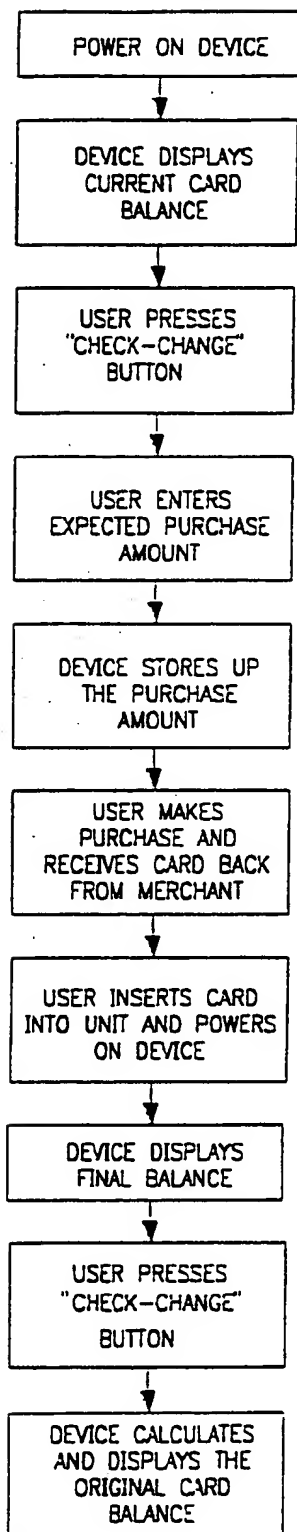 POWER ON DEVICE
DEVICE DISPLAYS
CURRENT CARD
BALANCE
USER PRESSES
"CHECK-CHANGE"
BUTTON
USER ENTERS
EXPECTED PURCHASE
AMOUNT
DEVICE STORES UP
THE PURCHASE
AMOUNT
USER MAKES
PURCHASE AND
RECEIVES CARD BACK
FROM MERCHANT
USER INSERTS CARD
INTO UNIT AND POWERS
ON DEVICE
DEVICE DISPLAYS
FINAL BALANCE
USER PRESSES
"CHECK-CHANGE"
BUTTON
DEVICE CALCULATES
AND DISPLAYS THE
ORIGINAL CARD
BALANCE